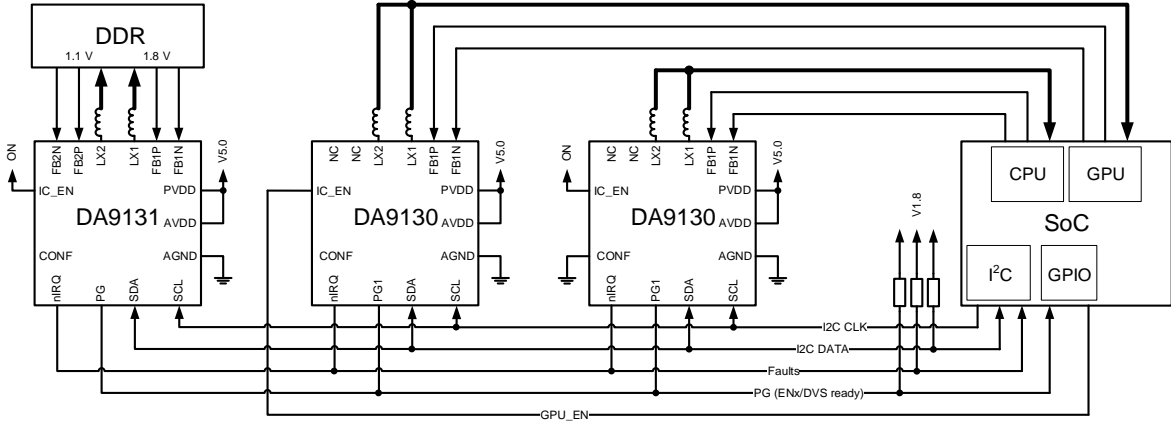 DDR
1.1 V 1.8 V
FB2N FB2P LX2 LX1 FB1P FB1N
ON
IC_EN
PVDD
V5.0
DA9131
AVDD
CONF
AGND
nIRQ PG SDA SCL
NC NC LX2 LX1 FB1P FB1N
IC_EN
PVDD
V5.0
DA9130
AVDD
CONF
AGND
nIRQ PG1 SDA SCL
NC NC LX2 LX1 FB1P FB1N
ON
IC_EN
PVDD
V5.0
DA9130
AVDD
CONF
AGND
nIRQ PG1 SDA SCL
V1.8
CPU GPU
SoC
I²C GPIO
I2C CLK
I2C DATA
Faults
PG (ENx/DVS ready)
GPU_EN